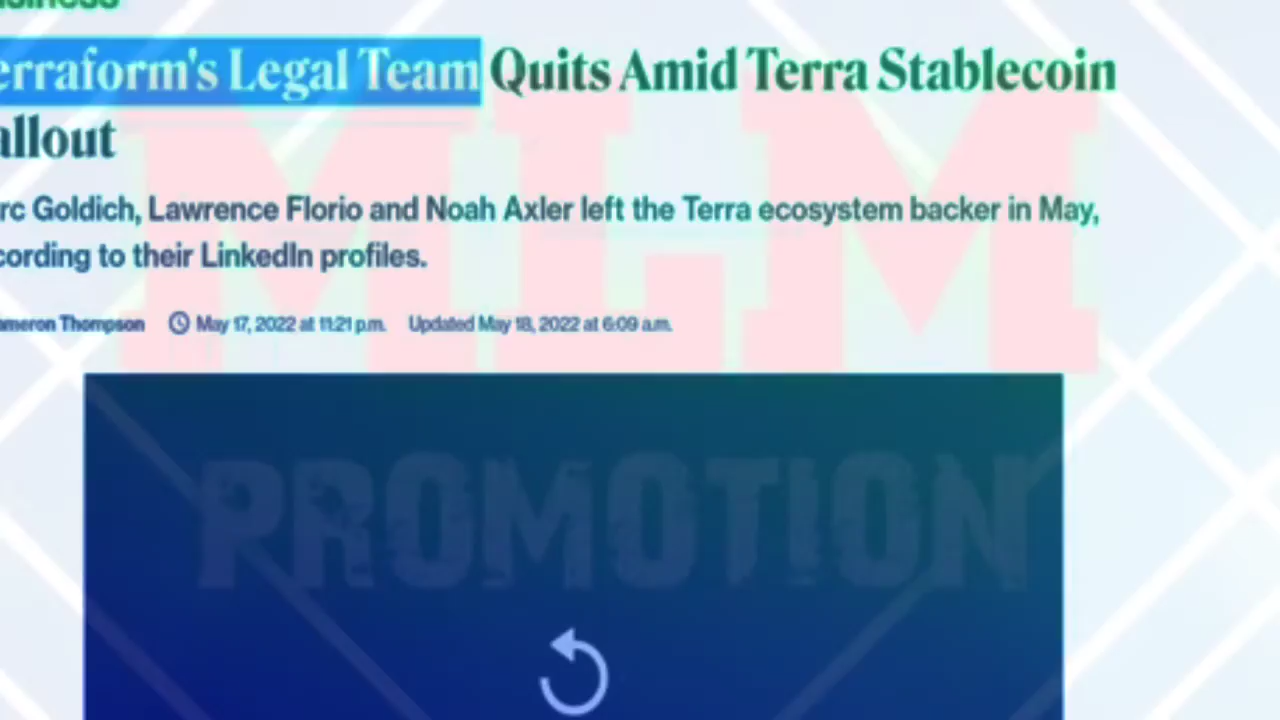 erraform's Legal Team Quits Amid Terra Stablecoin
allout
rc Goldich, Lawrence Florio and Noah Axler left the Terra ecosystem backer in May,
cording to their LinkedIn profiles.
ameron Thompson May 17, 2022 at 11:21 p.m. Updated May 18, 2022 at 6:09 a.m.
MLM
PROMOTION